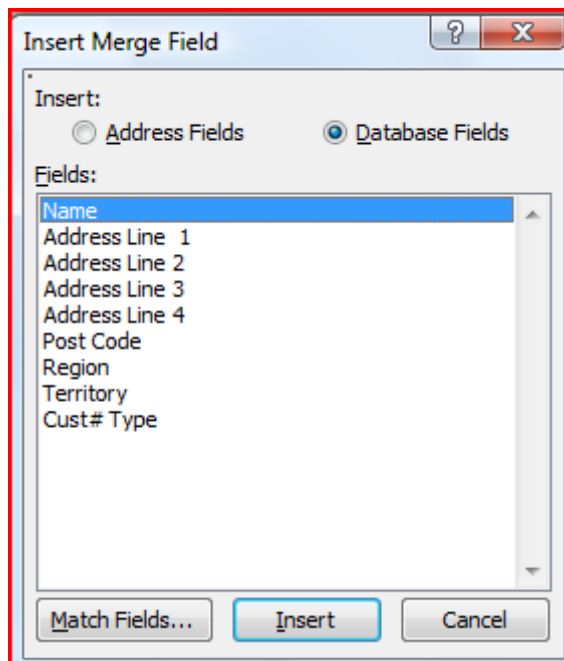 Insert Merge Field
Insert:
Address Fields Database Fields
Fields:
Name
Address Line  1
Address Line 2
Address Line 3
Address Line 4
Post Code
Region
Territory
Cust# Type
Match Fields... Insert Cancel